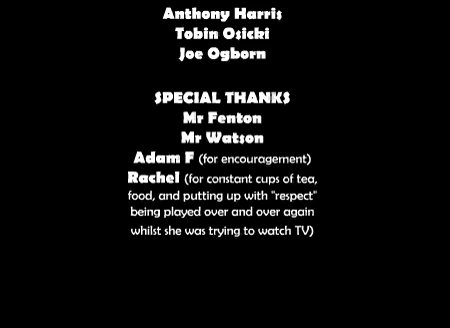 Anthony Harris
Tobin Osicki
Joe Ogborn
SPECIAL THANKS
Mr Fenton
Mr Watson
Adam F (for encouragement)
Rachel (for constant cups of tea,
food, and putting up with "respect"
being played over and over again
whilst she was trying to watch TV)